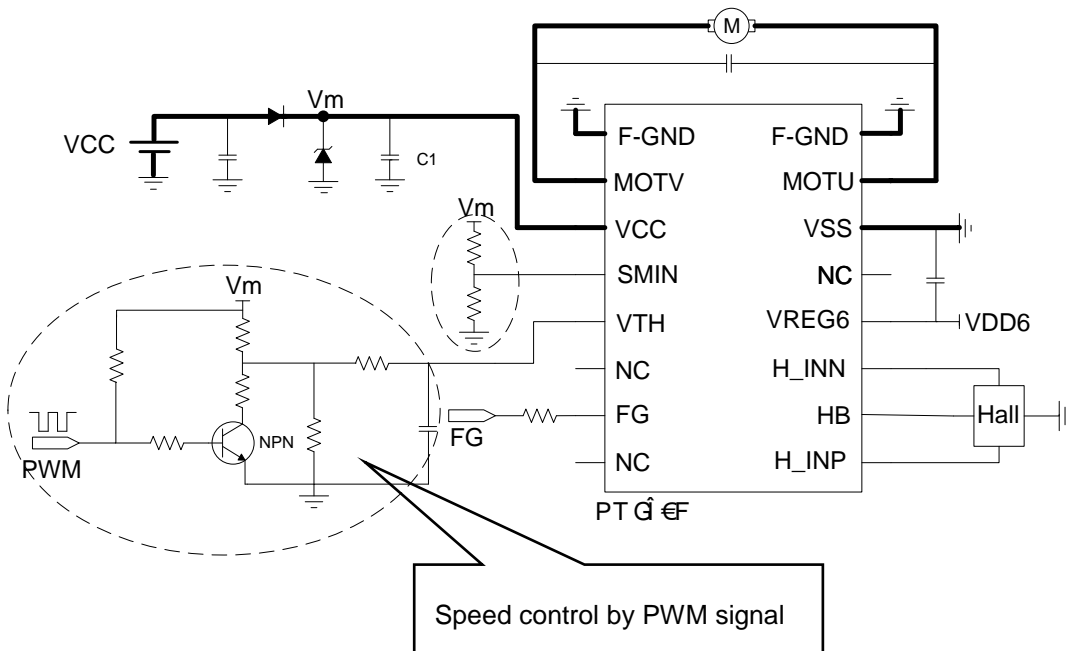 M
Vm
VCC
C1
F-GND
F-GND
MOTV
MOTU
Vm
VCC
VSS
SMIN
NC
Vm
VTH
VREG6
VDD6
NC
H_INN
FG
HB
Hall
NPN
PWM
FG
NC
H_INP
Speed control by PWM signal